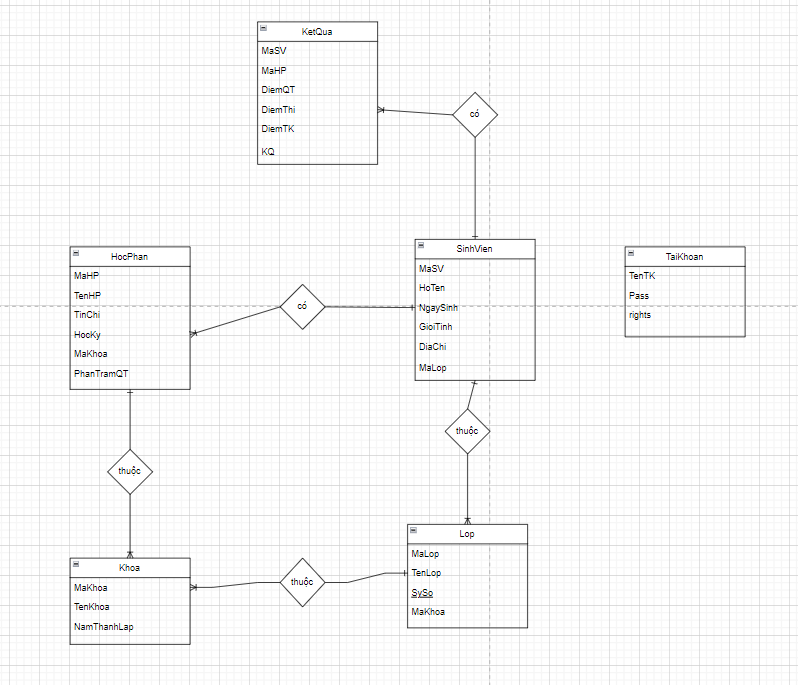 KetQua
MaSV
MaHP
DiemQT
DiemThi
DiemTK
KQ
có
HocPhan
MaHP
TenHP
TinChi
HocKy
MaKhoa
PhanTramQT
có
SinhVien
MaSV
HoTen
NgaySinh
GioiTinh
DiaChi
MaLop
TaiKhoan
TenTK
Pass
rights
thuộc
thuộc
Khoa
MaKhoa
TenKhoa
NamThanhLap
thuộc
Lop
MaLop
TenLop
SySo
MaKhoa